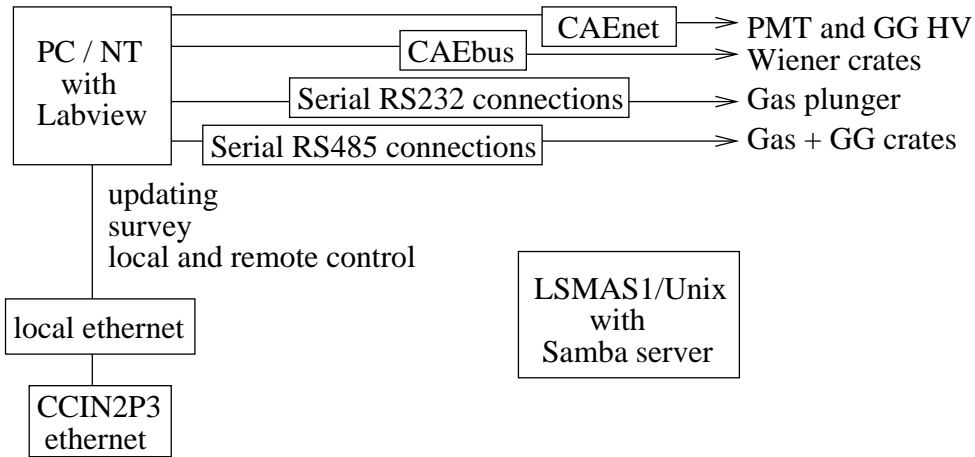 PC / NT
with
Labview
CAEnet
PMT and GG HV
CAEbus
Wiener crates
Serial RS232 connections
Gas plunger
Serial RS485 connections
Gas + GG crates
updating
survey
local and remote control
local ethernet
CCIN2P3
ethernet
LSMAS1/Unix
with
Samba server